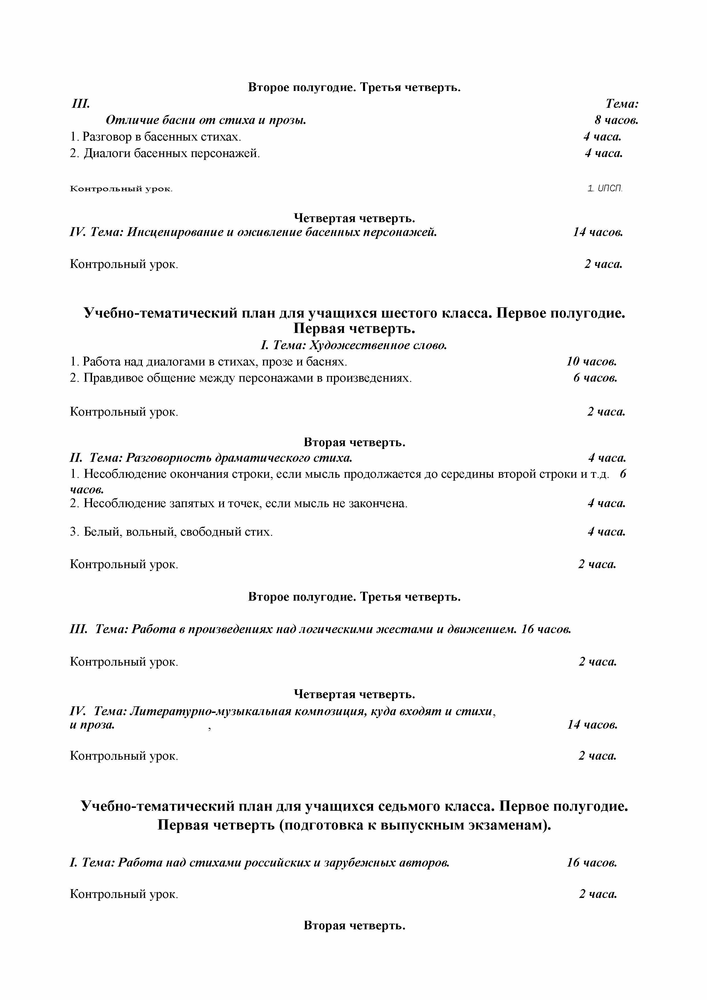 Второе полугодие. Третья четверть.
III. Тема:
Отличие басни от стиха и прозы. 8 часов.
1. Разговор в басенных стихах. 4 часа.
2. Диалоги басенных персонажей. 4 часа.
Контрольный урок. 1. ИПСП.
Четвертая четверть.
IV. Тема: Инсценирование и оживление басенных персонажей. 14 часов.
Контрольный урок. 2 часа.
Учебно-тематический план для учащихся шестого класса. Первое полугодие.
Первая четверть.
I. Тема: Художественное слово.
1. Работа над диалогами в стихах, прозе и баснях. 10 часов.
2. Правдивое общение между персонажами в произведениях. 6 часов.
Контрольный урок. 2 часа.
Вторая четверть.
II. Тема: Разговорность драматического стиха. 4 часа.
1. Несоблюдение окончания строки, если мысль продолжается до середины второй строки и т.д. 6
часов.
2. Несоблюдение запятых и точек, если мысль не закончена. 4 часа.
3. Белый, вольный, свободный стих. 4 часа.
Контрольный урок. 2 часа.
Второе полугодие. Третья четверть.
III. Тема: Работа в произведениях над логическими жестами и движением. 16 часов.
Контрольный урок. 2 часа.
Четвертая четверть.
IV. Тема: Литературно-музыкальная композиция, куда входят и стихи,
и проза. , 14 часов.
Контрольный урок. 2 часа.
Учебно-тематический план для учащихся седьмого класса. Первое полугодие.
Первая четверть (подготовка к выпускным экзаменам).
I. Тема: Работа над стихами российских и зарубежных авторов. 16 часов.
Контрольный урок. 2 часа.
Вторая четверть.